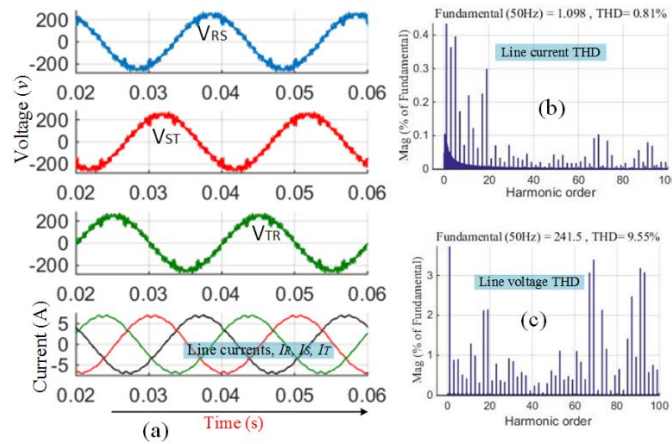 (a)
Voltage (v)
200
0
-200
VRS
0.02 0.03 0.04 0.05 0.06
200
0
-200
VST
0.02 0.03 0.04 0.05 0.06
200
0
-200
VTR
0.02 0.03 0.04 0.05 0.06
Current (A)
5
0
-5
Line currents, IR, IS, IT
0.02 0.03 0.04 0.05 0.06
Time (s)
Fundamental (50Hz) = 1.098 , THD= 0.81%
Line current THD
(b)
Mag (% of Fundamental)
0.4
0.3
0.2
0.1
0
0 20 40 60 80 100
Harmonic order
Fundamental (50Hz) = 241.5 , THD= 9.55%
Line voltage THD
(c)
Mag (% of Fundamental)
3
2
1
0
0 20 40 60 80 100
Harmonic order